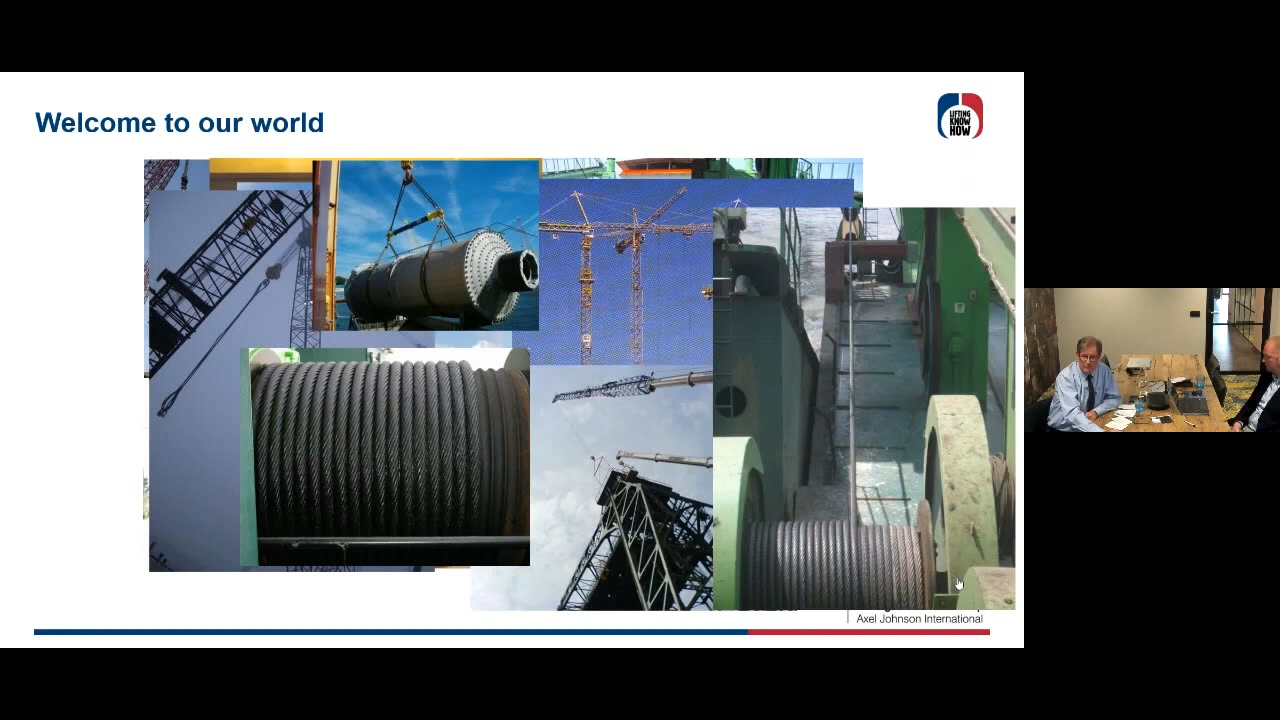 Welcome to our world
LIFTING
KNOW
HOW
Axel Johnson International